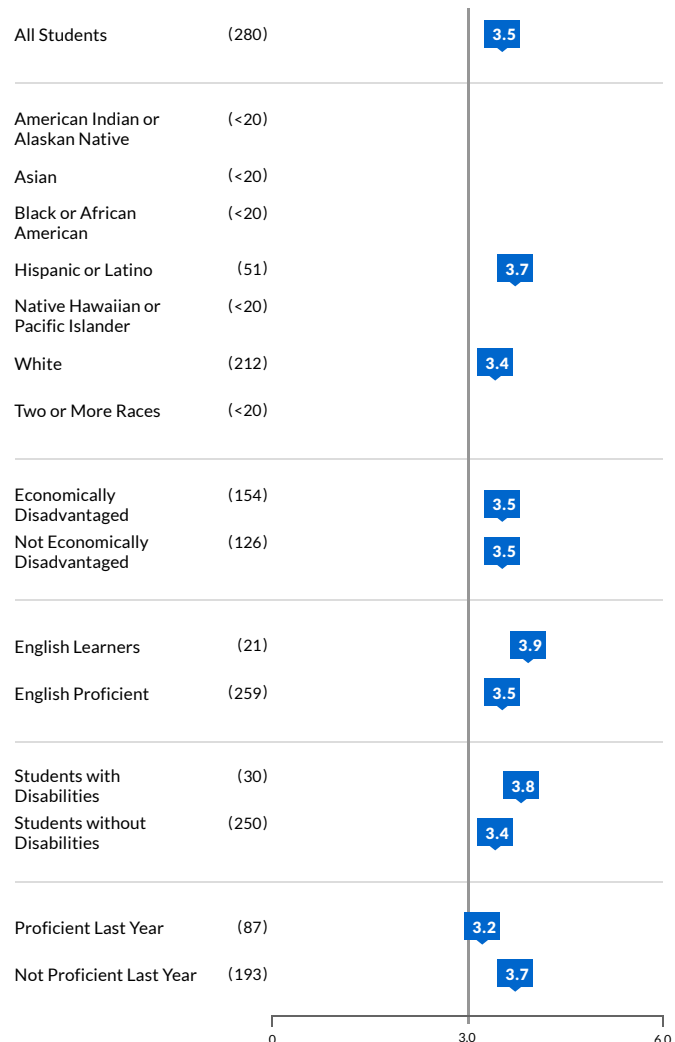 All Students (280) 3.5
American Indian or (<20)
Alaskan Native
Asian (<20)
Black or African (<20)
American
Hispanic or Latino (51) 3.7
Native Hawaiian or (<20)
Pacific Islander
White (212) 3.4
Two or More Races (<20)
Economically (154) 3.5
Disadvantaged
Not Economically (126) 3.5
Disadvantaged
English Learners (21) 3.9
English Proficient (259) 3.5
Students with (30) 3.8
Disabilities
Students without (250) 3.4
Disabilities
Proficient Last Year (87) 3.2
Not Proficient Last Year (193) 3.7
0 3.0 6.0